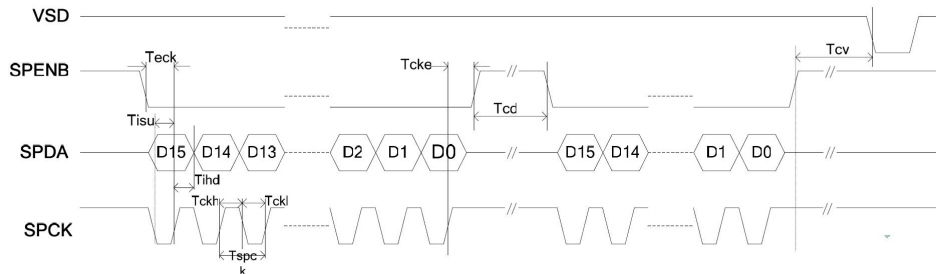 VSD
Teck
Tcke
Tcv
SPENB
Tisu
Tcd
SPDA
D15
D14
D13
D2
D1
D0
D15
D14
D1
D0
Tihd
Tckh
Tckl
SPCK
Tspc
k